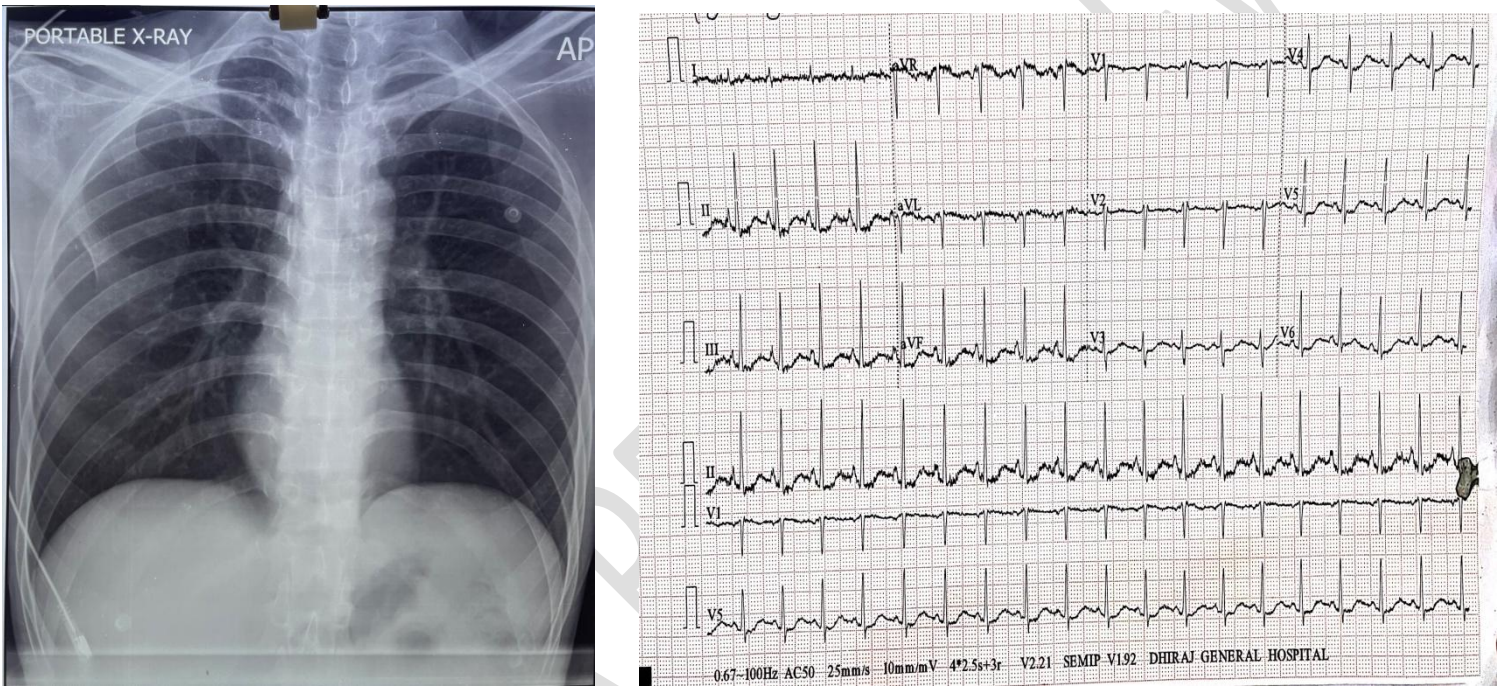 PORTABLE X-RAY
AP
I
aVR
V1
V4
II
aVL
V2
V5
III
aVF
V3
V6
II
V1
V5
0.67~100Hz AC50 25mm/s 10mm/mV 4*2.5s+3r V2.21 SEMIP V1.92 DHIRAJ GENERAL HOSPITAL